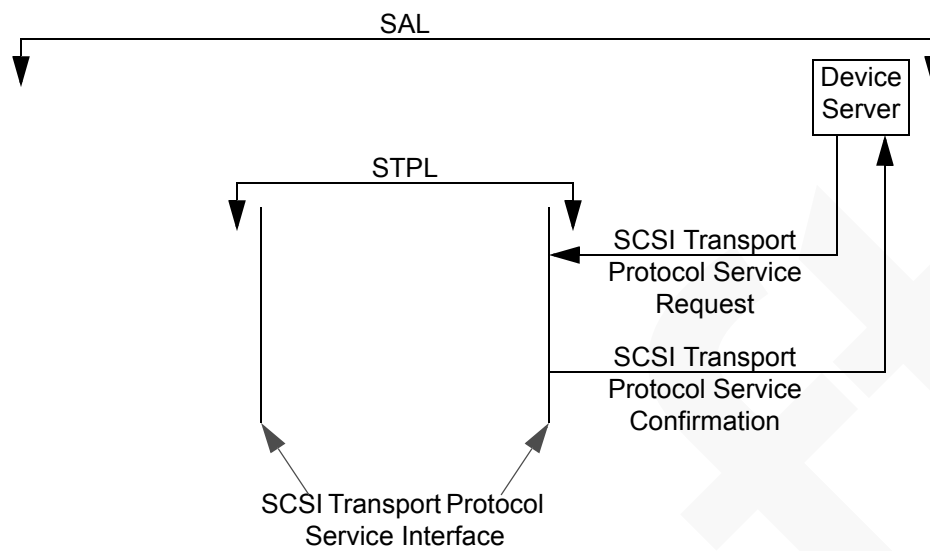 SAL
Device
Server
STPL
SCSI Transport
Protocol Service
Request
SCSI Transport
Protocol Service
Confirmation
SCSI Transport Protocol
Service Interface